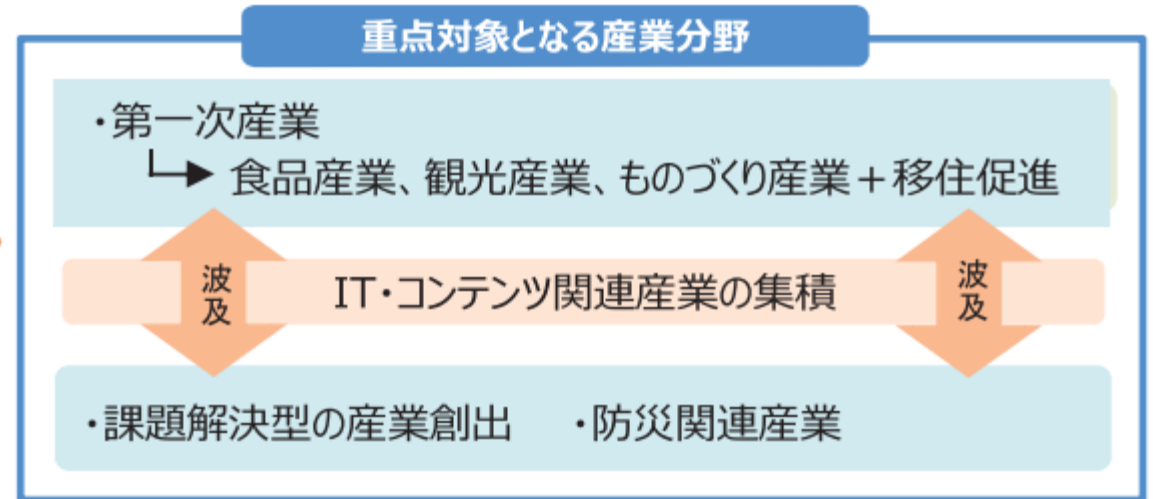 重点対象となる産業分野
・第一次産業
食品産業、観光産業、ものづくり産業＋移住促進
波及
IT・コンテンツ関連産業の集積
波及
・課題解決型の産業創出　・防災関連産業